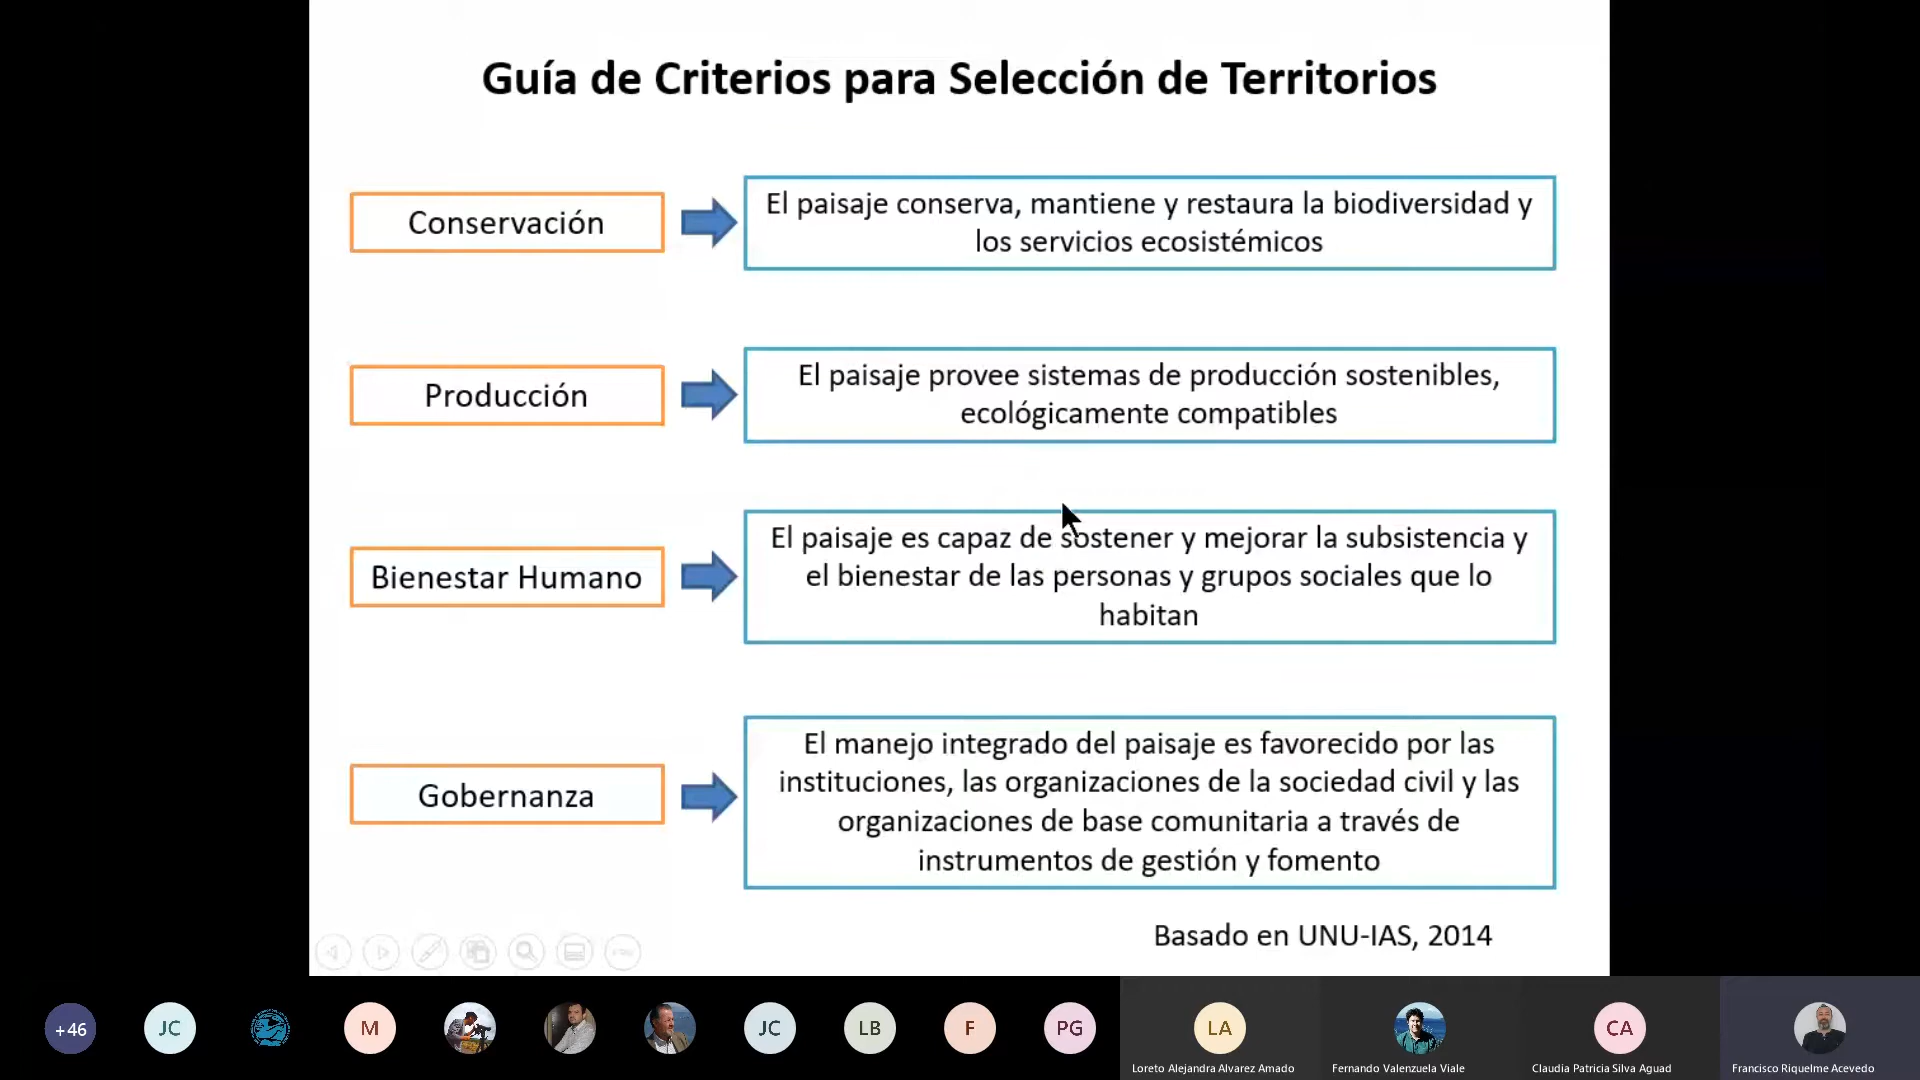 Guía de Criterios para Selección de Territorios
Conservación
El paisaje conserva, mantiene y restaura la biodiversidad y
los servicios ecosistémicos
Producción
El paisaje provee sistemas de producción sostenibles,
ecológicamente compatibles
Bienestar Humano
El paisaje es capaz de sostener y mejorar la subsistencia y
el bienestar de las personas y grupos sociales que lo
habitan
Gobernanza
El manejo integrado del paisaje es favorecido por las
instituciones, las organizaciones de la sociedad civil y las
organizaciones de base comunitaria a través de
instrumentos de gestión y fomento
Basado en UNU-IAS, 2014
+46
JC
M
JC
LB
F
PG
LA
CA
Loreto Alejandra Alvarez Amado
Fernando Valenzuela Viale
Claudia Patricia Silva Aguad
Francisco Riquelme Acevedo